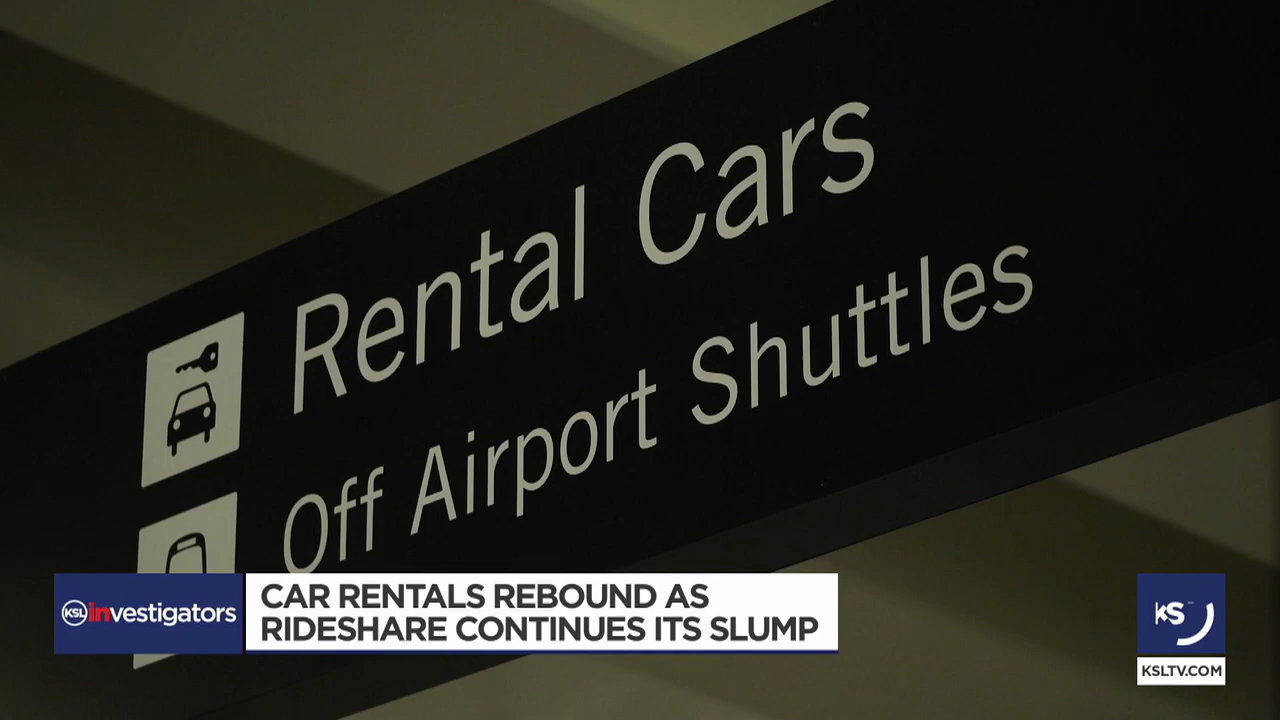 Rental Cars
Off Airport Shuttles
KSL investigators
CAR RENTALS REBOUND AS
RIDESHARE CONTINUES ITS SLUMP
KS
KSLTV.COM